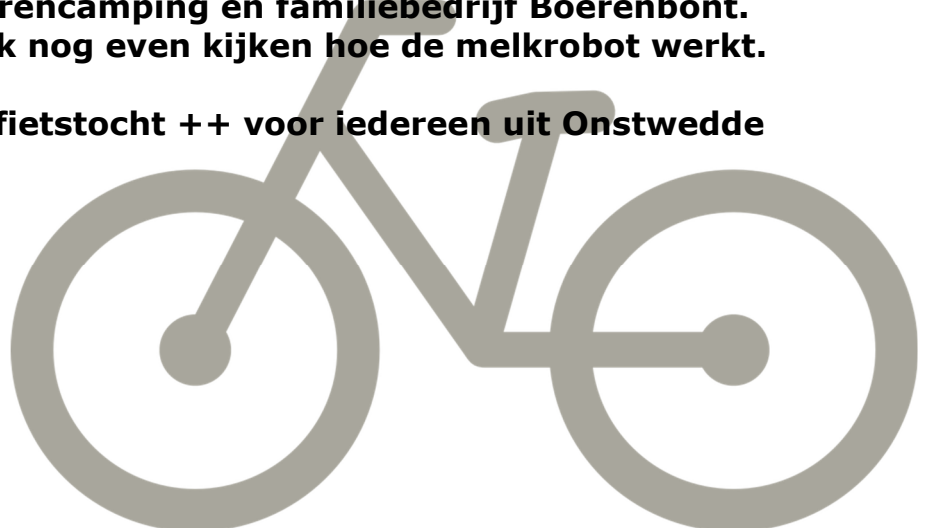 rencamping en familiebedrijf Boerenbont.
k nog even kijken hoe de melkrobot werkt.
fietstocht ++ voor iedereen uit Onstwedde